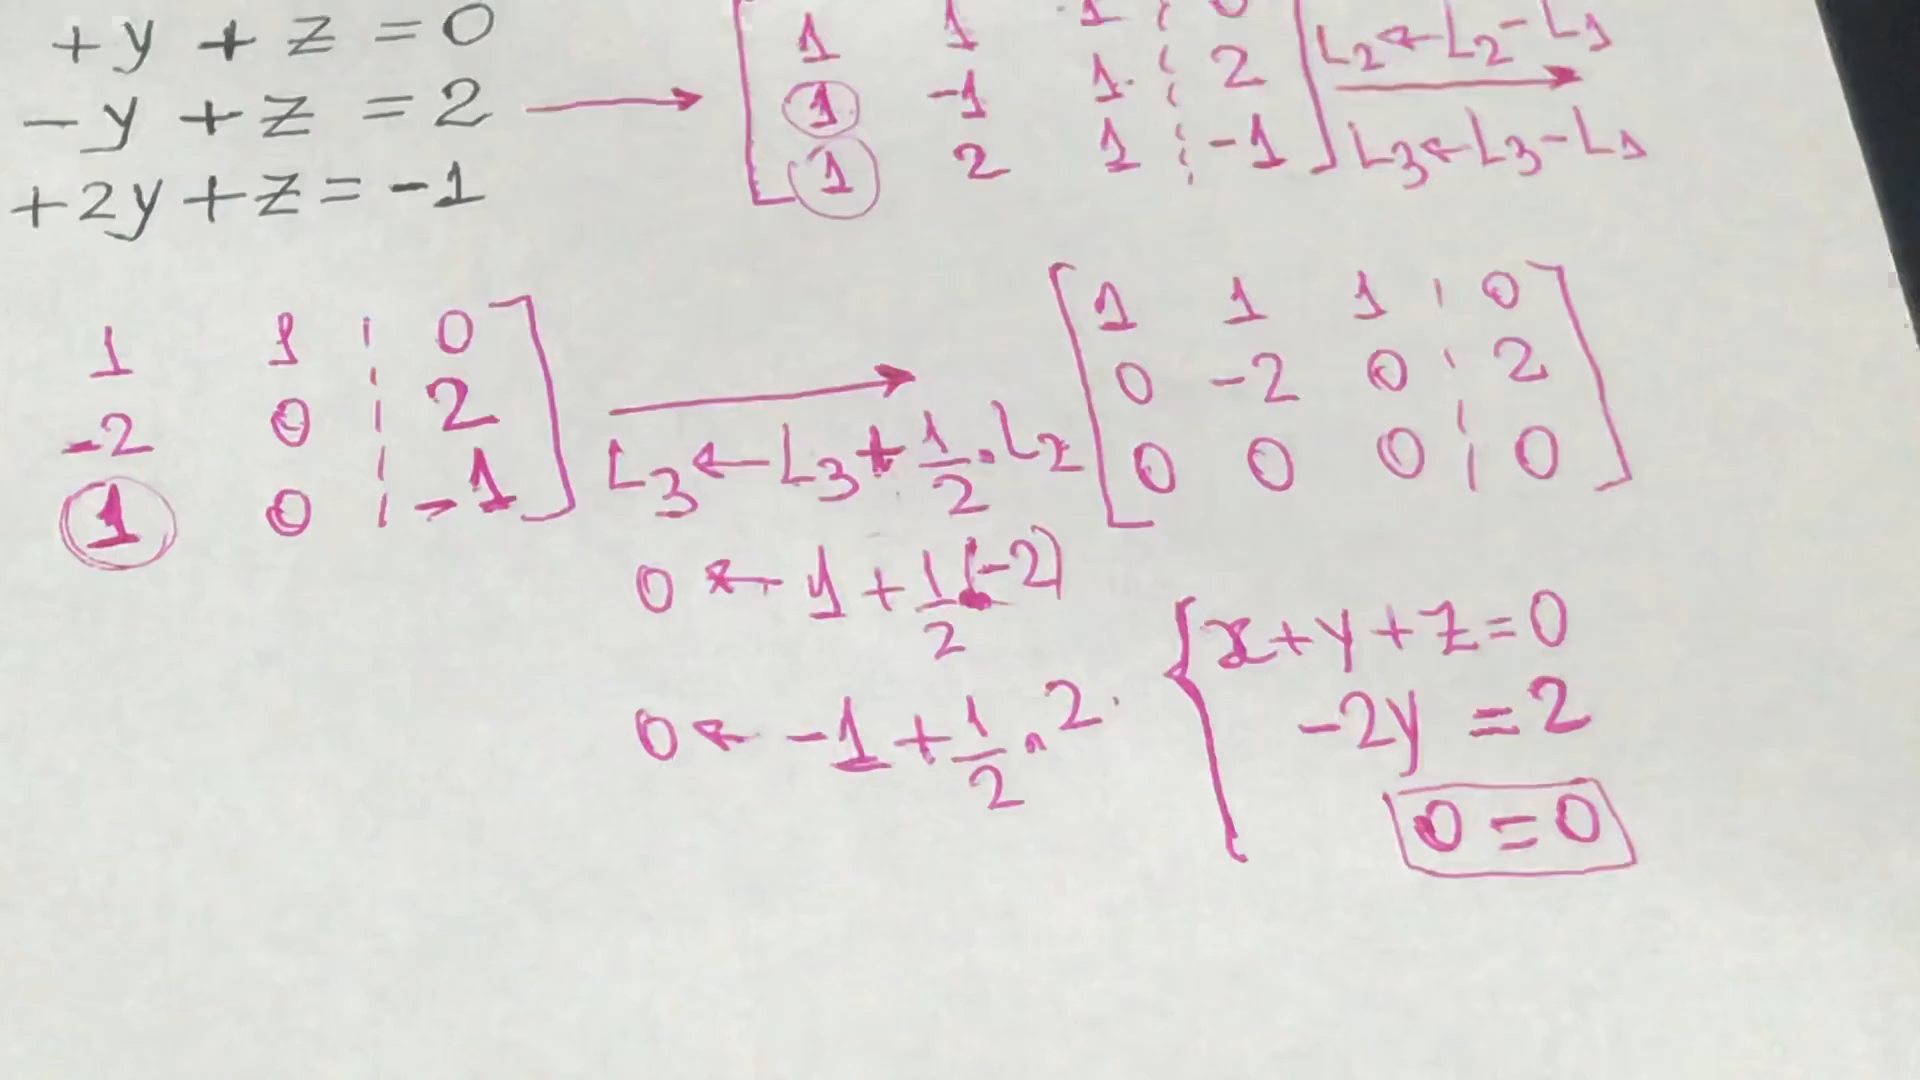 +y + z = 0
-y + z = 2
+2y + z = -1
1 1 1 ¦ 0
1 -1 1 ¦ 2
1 2 1 ¦ -1
L2 ← L2 - L1
L3 ← L3 - L1
1 1 ¦ 0
-2 0 ¦ 2
1 0 ¦ -1
L3 ← L3 + 1/2 . L2
1 1 1 ¦ 0
0 -2 0 ¦ 2
0 0 0 ¦ 0
0 ← 1 + 1/2 (-2)
0 ← -1 + 1/2 . 2
x + y + z = 0
-2y = 2
0 = 0